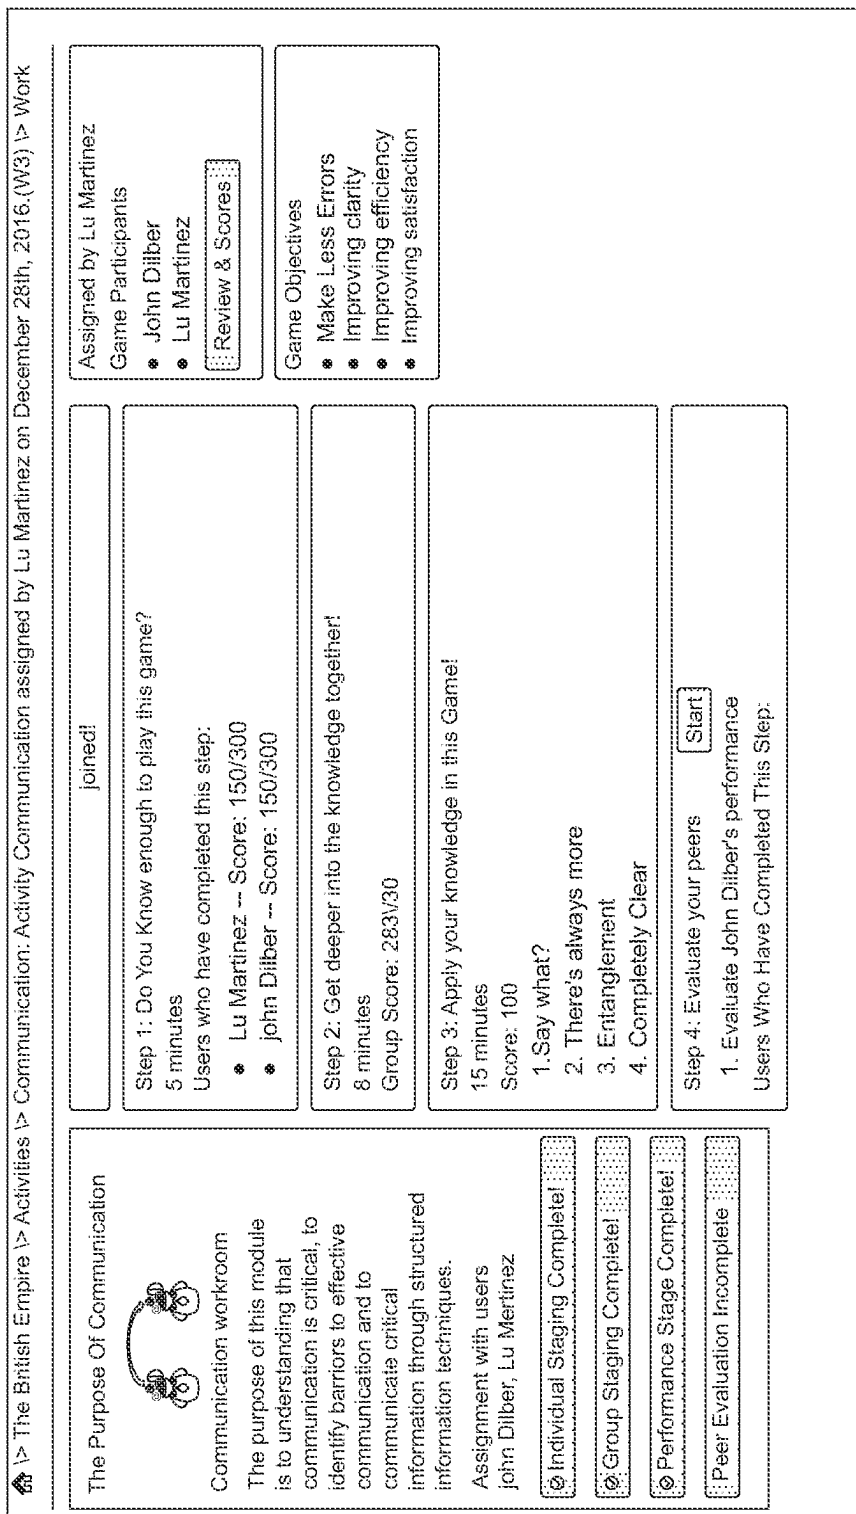 \> The British Empire \> Activities \> Communication: Activity Communication assigned by Lu Martinez on December 28th, 2016.(W3) \> Work
The Purpose Of Communication
Communication workroom
The purpose of this module
is to understanding that
communication is critical, to
identify barriers to effective
communication and to
communicate critical
information through structured
information techniques.
Assignment with users
john Dilber, Lu Mertinez
Individual Staging Complete!
Group Staging Complete!
Performance Stage Complete!
Peer Evaluation Incomplete
joined!
Step 1: Do You Know enough to play this game?
5 minutes
Users who have completed this step:
• Lu Martinez -- Score: 150/300
• john Dilber -- Score: 150/300
Step 2: Get deeper into the knowledge together!
8 minutes
Group Score: 283\/30
Step 3: Apply your knowledge in this Game!
15 minutes
Score: 100
1.Say what?
2. There's always more
3. Entanglement
4. Completely Clear
Step 4: Evaluate your peers Start
1. Evaluate John Dilber's performance
Users Who Have Completed This Step:
Assigned by Lu Martinez
Game Participants
• John Dilber
• Lu Martinez
Review & Scores
Game Objectives
• Make Less Errors
• Improving clarity
• Improving efficiency
• Improving satisfaction